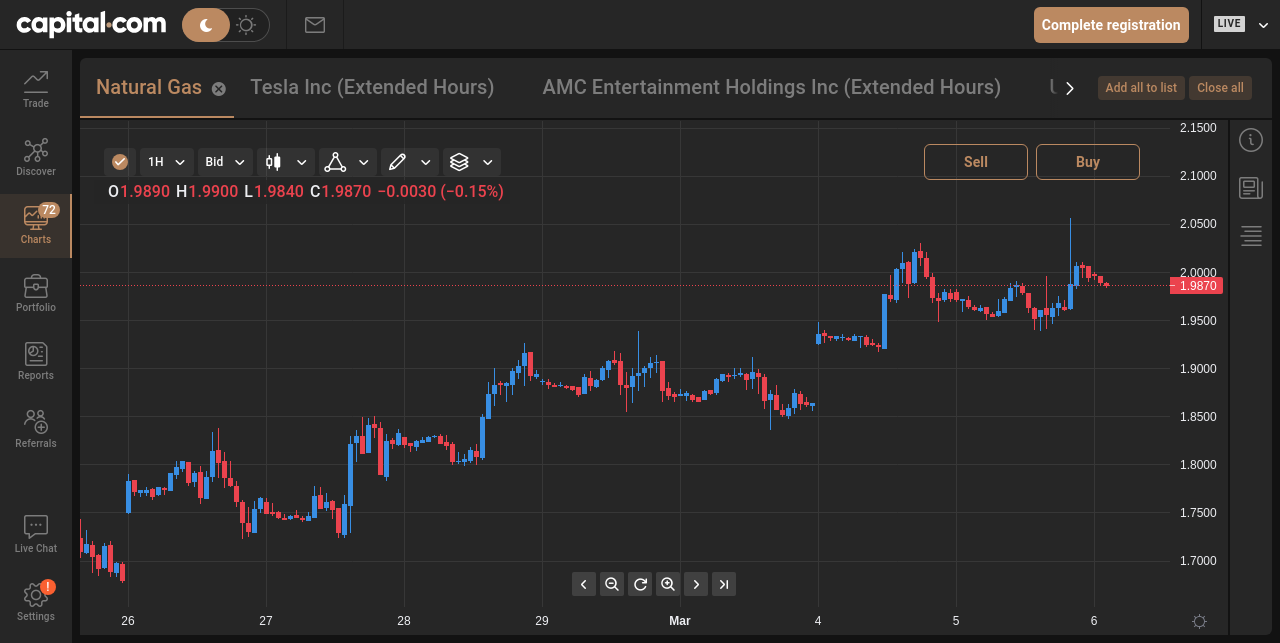 capital.com
Complete registration
LIVE
Natural Gas
Tesla Inc (Extended Hours)
AMC Entertainment Holdings Inc (Extended Hours)
Add all to list
Close all
Trade
Discover
72
Charts
Portfolio
Reports
Referrals
Live Chat
!
Settings
1H
Bid
Sell
Buy
O1.9890 H1.9900 L1.9840 C1.9870 −0.0030 (−0.15%)
2.1500
2.1000
2.0500
2.0000
1.9870
1.9500
1.9000
1.8500
1.8000
1.7500
1.7000
26 27 28 29 Mar 4 5 6